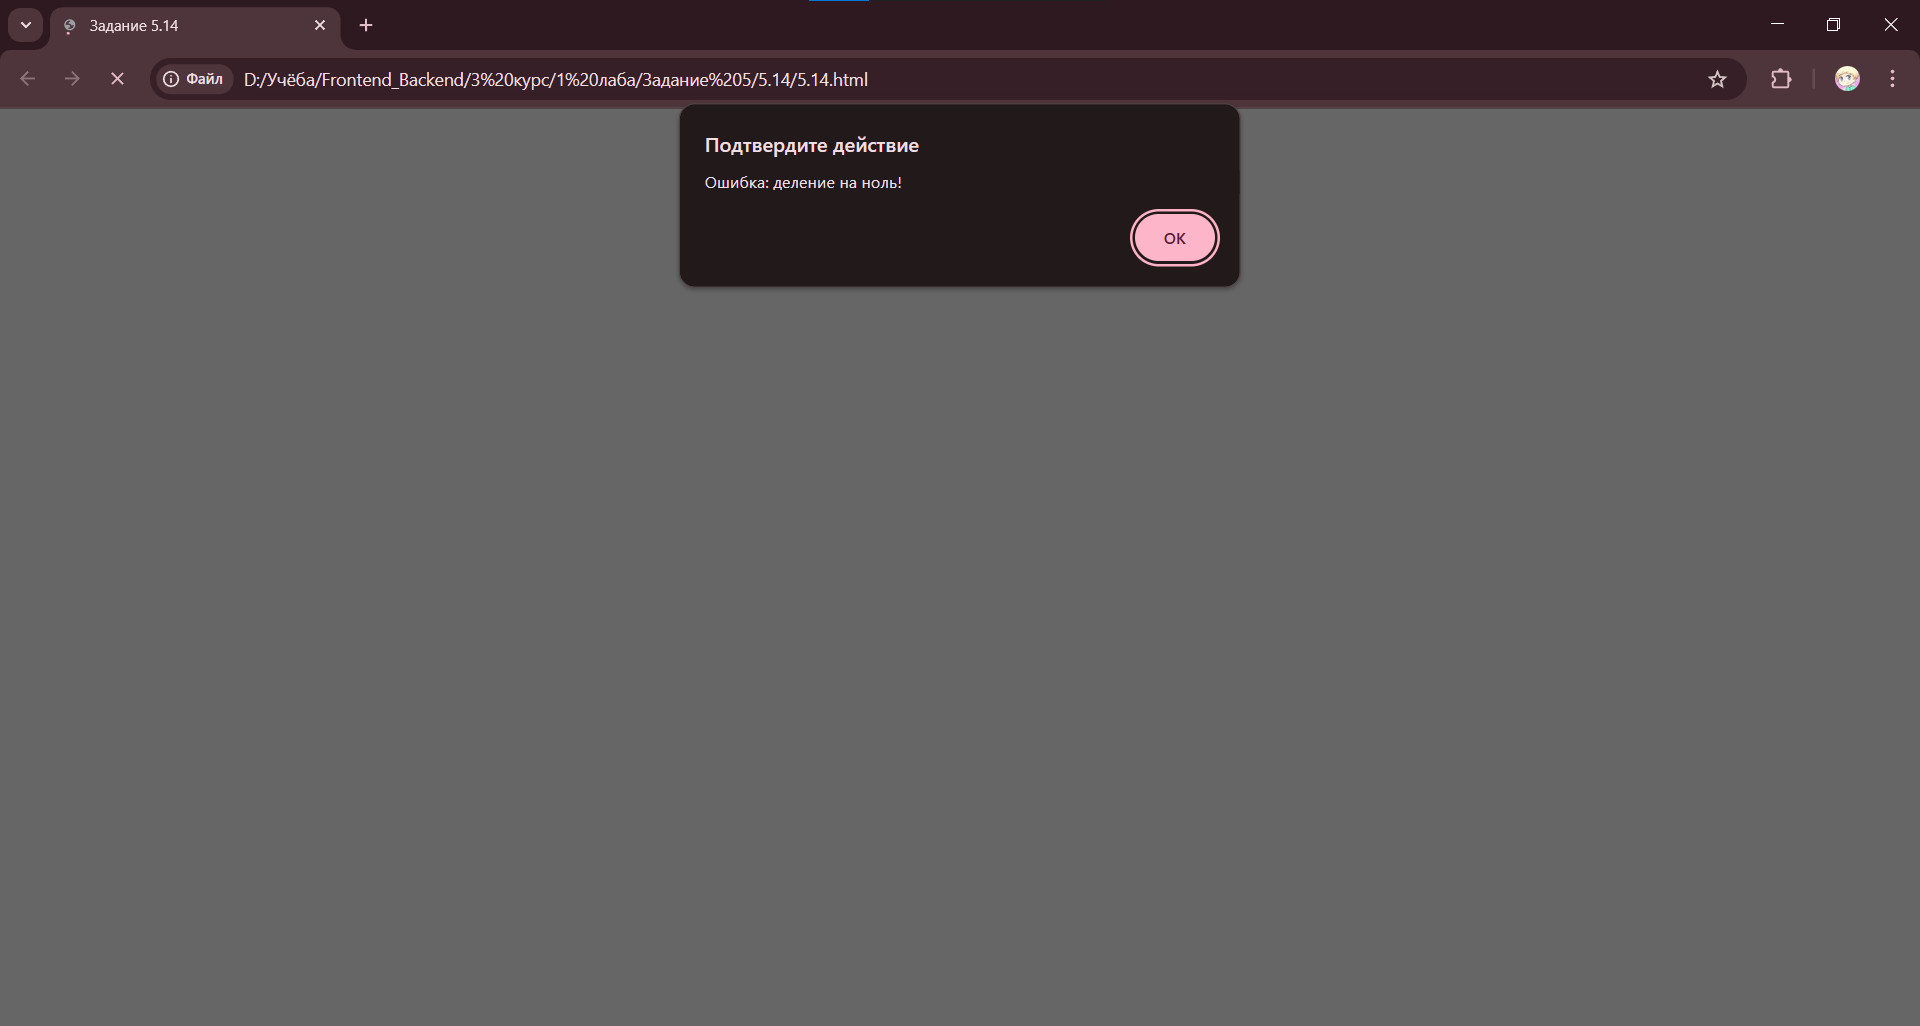 Задание 5.14
Файл
D:/Учёба/Frontend_Backend/3%20курс/1%20лаба/Задание%205/5.14/5.14.html
Подтвердите действие
Ошибка: деление на ноль!
ОК